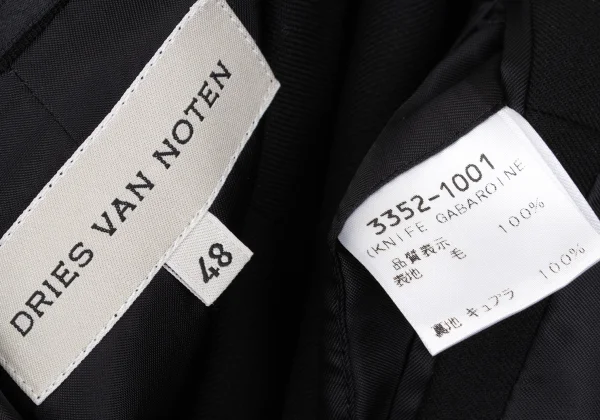 DRIES VAN NOTEN
48
3352-1001
(KNIFE GABAROINE
品質表示
表地 毛 100%
裏地 キュプラ 100%